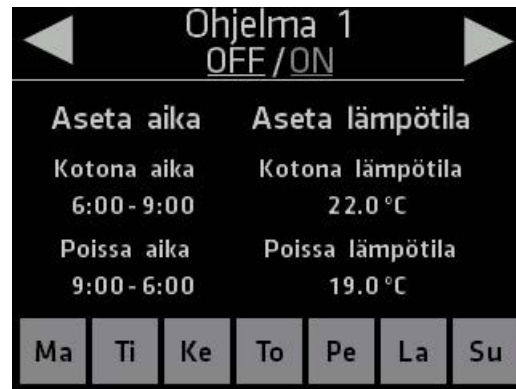 Ohjelma 1
OFF/ON
Aseta aika
Aseta lämpötila
Kotona aika
Kotona lämpötila
6:00-9:00
22.0 °C
Poissa aika
Poissa lämpötila
9:00-6:00
19.0 °C
Ma Ti Ke To Pe La Su